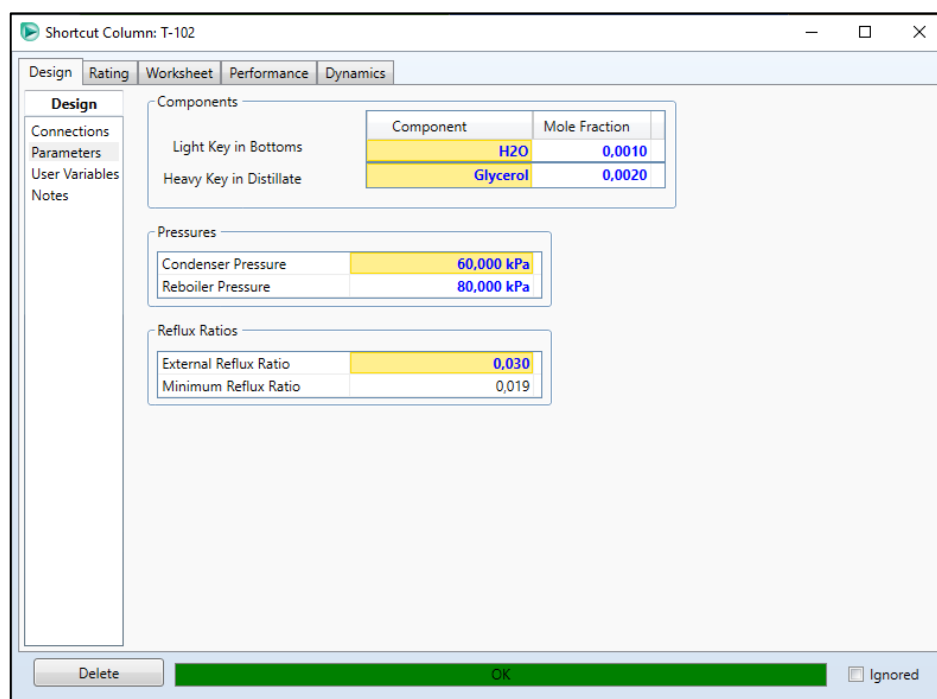 Shortcut Column: T-102
Design Rating Worksheet Performance Dynamics
Design
Connections
Parameters
User Variables
Notes
Components
Component Mole Fraction
Light Key in Bottoms H2O 0,0010
Heavy Key in Distillate Glycerol 0,0020
Pressures
Condenser Pressure 60,000 kPa
Reboiler Pressure 80,000 kPa
Reflux Ratios
External Reflux Ratio 0,030
Minimum Reflux Ratio 0,019
Delete OK Ignored